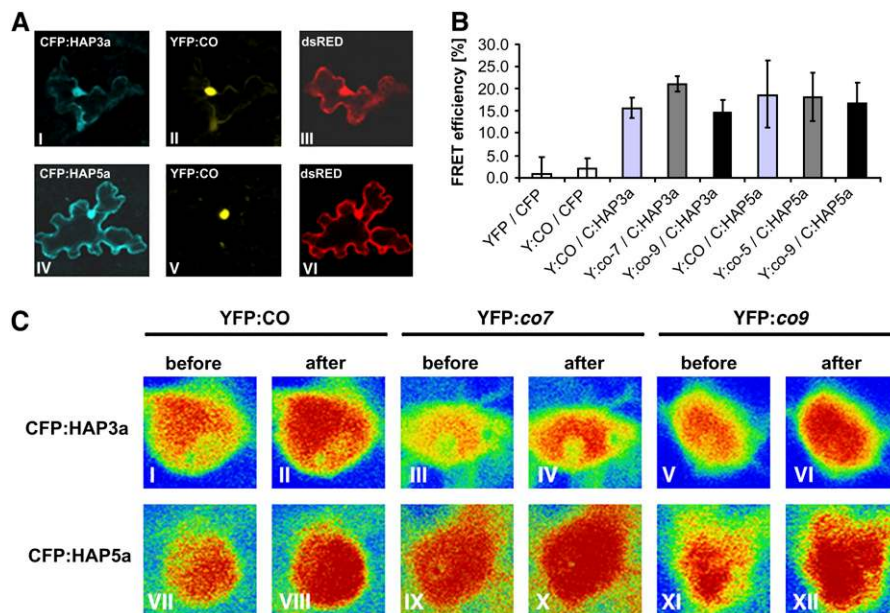 A
CFP:HAP3a
YFP:CO
dsRED
I
II
III
CFP:HAP5a
YFP:CO
dsRED
IV
V
VI
B
FRET efficiency [%]
30.0
25.0
20.0
15.0
10.0
5.0
0.0
YFP / CFP
Y:CO / CFP
Y:CO / C:HAP3a
Y:co-7 / C:HAP3a
Y:co-9 / C:HAP3a
Y:CO / C:HAP5a
Y:co-5 / C:HAP5a
Y:co-9 / C:HAP5a
C
YFP:CO
YFP:co7
YFP:co9
before
after
before
after
before
after
CFP:HAP3a
I
II
III
IV
V
VI
CFP:HAP5a
VII
VIII
IX
X
XI
XII